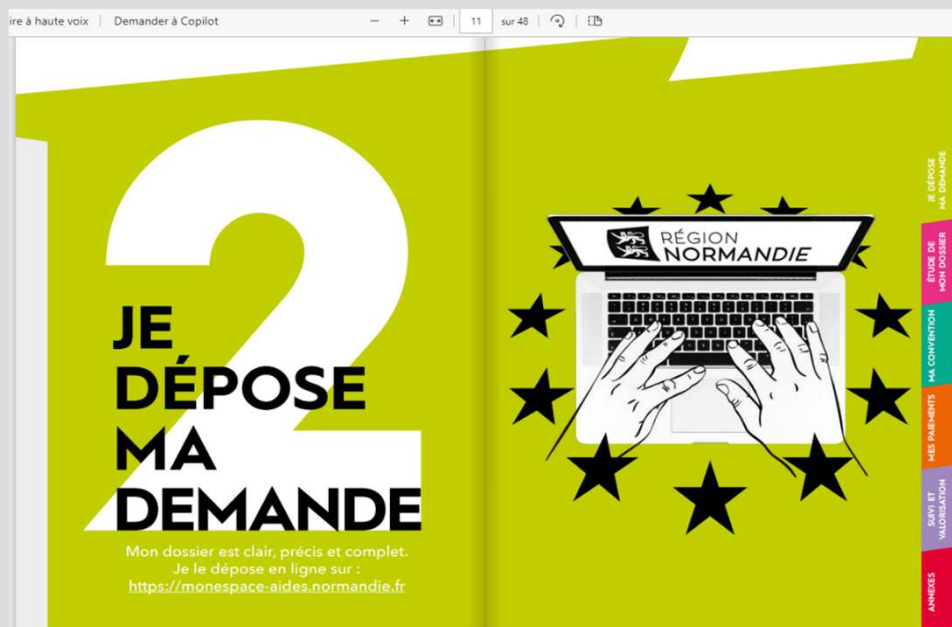 ire à haute voix
Demander à Copilot
11
sur 48
2
JE
DÉPOSE
MA
DEMANDE
Mon dossier est clair, précis et complet.
Je le dépose en ligne sur :
https://monespace-aides.normandie.fr
RÉGION
NORMANDIE
JE DÉPOSE
MA DEMANDE
ÉTUDE DE
MON DOSSIER
MA CONVENTION
MES PAIEMENTS
SUIVI ET
VALORISATION
ANNEXES